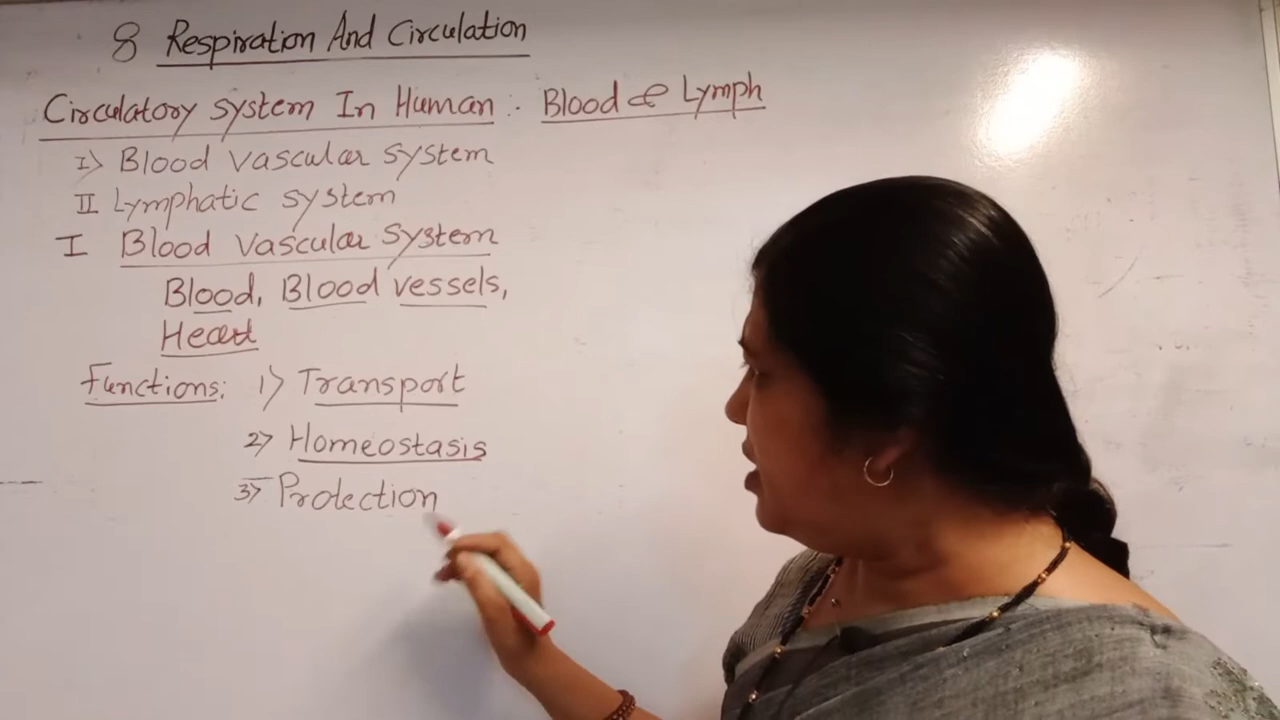 8 Respiration And Circulation
Circulatory system In Human : Blood & Lymph
I) Blood vascular system
II Lymphatic system
I Blood Vascular System
Blood, Blood vessels,
Heart
Functions: 1) Transport
2) Homeostasis
3) Protection